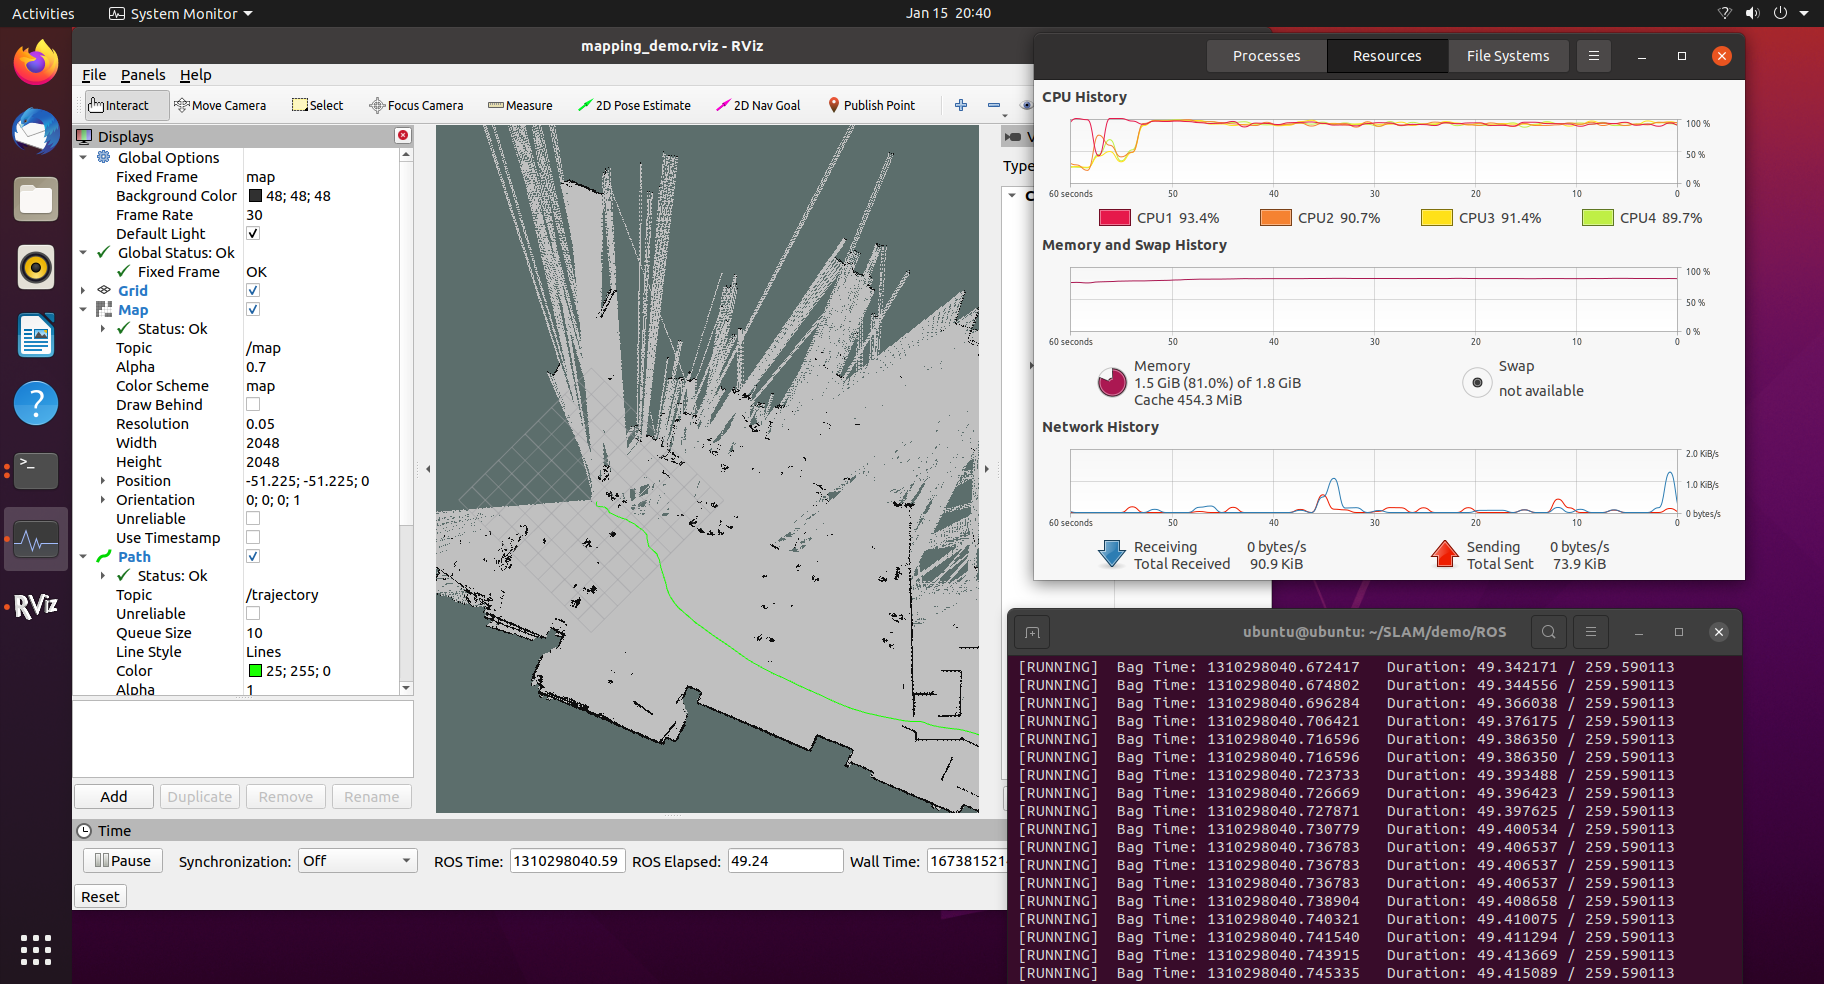 Activities System Monitor Jan 15 20:40
mapping_demo.rviz - RViz
File Panels Help
Interact Move Camera Select Focus Camera Measure 2D Pose Estimate 2D Nav Goal Publish Point
Displays
Global Options
Fixed Frame map
Background Color 48; 48; 48
Frame Rate 30
Default Light
Global Status: Ok
Fixed Frame OK
Grid
Map
Status: Ok
Topic /map
Alpha 0.7
Color Scheme map
Draw Behind
Resolution 0.05
Width 2048
Height 2048
Position -51.225; -51.225; 0
Orientation 0; 0; 0; 1
Unreliable
Use Timestamp
Path
Status: Ok
Topic /trajectory
Unreliable
Queue Size 10
Line Style Lines
Color 25; 255; 0
Alpha 1
Add Duplicate Remove Rename
Time
Pause Synchronization: Off ROS Time: 1310298040.59 ROS Elapsed: 49.24 Wall Time: 167381521
Reset
RViz
Type
Processes Resources File Systems
CPU History
100 %
50 %
0 %
60 seconds 50 40 30 20 10 0
CPU1 93.4% CPU2 90.7% CPU3 91.4% CPU4 89.7%
Memory and Swap History
100 %
50 %
0 %
60 seconds 50 40 30 20 10 0
Memory
1.5 GiB (81.0%) of 1.8 GiB
Cache 454.3 MiB
Swap
not available
Network History
2.0 KiB/s
1.0 KiB/s
0 bytes/s
60 seconds 50 40 30 20 10 0
Receiving 0 bytes/s
Total Received 90.9 KiB
Sending 0 bytes/s
Total Sent 73.9 KiB
ubuntu@ubuntu: ~/SLAM/demo/ROS
[RUNNING] Bag Time: 1310298040.672417 Duration: 49.342171 / 259.590113
[RUNNING] Bag Time: 1310298040.674802 Duration: 49.344556 / 259.590113
[RUNNING] Bag Time: 1310298040.696284 Duration: 49.366038 / 259.590113
[RUNNING] Bag Time: 1310298040.706421 Duration: 49.376175 / 259.590113
[RUNNING] Bag Time: 1310298040.716596 Duration: 49.386350 / 259.590113
[RUNNING] Bag Time: 1310298040.716596 Duration: 49.386350 / 259.590113
[RUNNING] Bag Time: 1310298040.723733 Duration: 49.393488 / 259.590113
[RUNNING] Bag Time: 1310298040.726669 Duration: 49.396423 / 259.590113
[RUNNING] Bag Time: 1310298040.727871 Duration: 49.397625 / 259.590113
[RUNNING] Bag Time: 1310298040.730779 Duration: 49.400534 / 259.590113
[RUNNING] Bag Time: 1310298040.736783 Duration: 49.406537 / 259.590113
[RUNNING] Bag Time: 1310298040.736783 Duration: 49.406537 / 259.590113
[RUNNING] Bag Time: 1310298040.736783 Duration: 49.406537 / 259.590113
[RUNNING] Bag Time: 1310298040.738904 Duration: 49.408658 / 259.590113
[RUNNING] Bag Time: 1310298040.740321 Duration: 49.410075 / 259.590113
[RUNNING] Bag Time: 1310298040.741540 Duration: 49.411294 / 259.590113
[RUNNING] Bag Time: 1310298040.743915 Duration: 49.413669 / 259.590113
[RUNNING] Bag Time: 1310298040.745335 Duration: 49.415089 / 259.590113